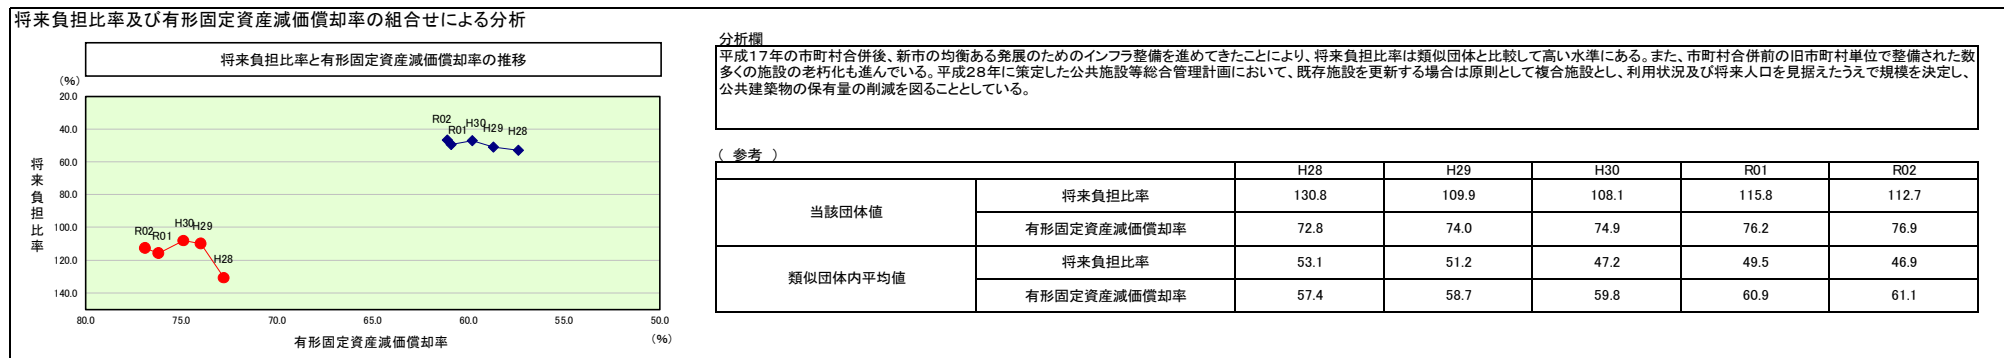 将来負担比率及び有形固定資産減価償却率の組合せによる分析
将来負担比率と有形固定資産減価償却率の推移
(%)
20.0
40.0
60.0
80.0
100.0
120.0
140.0
将来負担比率
R02
R01
H30
H29
H28
R02
R01
H30
H29
H28
80.0
75.0
70.0
65.0
60.0
55.0
50.0
(%)
有形固定資産減価償却率
分析欄
平成17年の市町村合併後、新市の均衡ある発展のためのインフラ整備を進めてきたことにより、将来負担比率は類似団体と比較して高い水準にある。また、市町村合併前の旧市町村単位で整備された数
多くの施設の老朽化も進んでいる。平成28年に策定した公共施設等総合管理計画において、既存施設を更新する場合は原則として複合施設とし、利用状況及び将来人口を見据えたうえで規模を決定し、
公共建築物の保有量の削減を図ることとしている。
( 参考 )
H28 H29 H30 R01 R02
当該団体値
将来負担比率 130.8 109.9 108.1 115.8 112.7
有形固定資産減価償却率 72.8 74.0 74.9 76.2 76.9
類似団体内平均値
将来負担比率 53.1 51.2 47.2 49.5 46.9
有形固定資産減価償却率 57.4 58.7 59.8 60.9 61.1